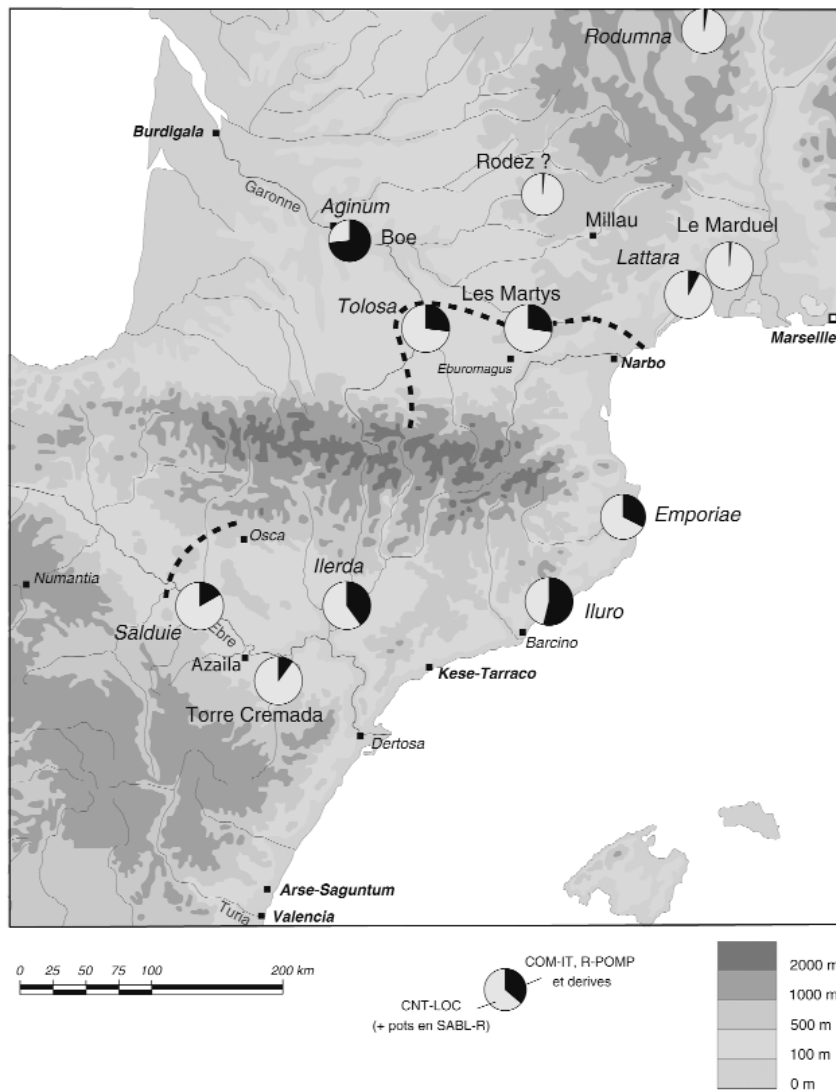 Rodumna
Burdigala
Rodez ?
Garonne
Aginum
Millau
Le Marduel
Boe
Lattara
Les Martys
Tolosa
Marseille
Eburomagus
Narbo
Emporiae
Osca
Ilerda
Numantia
Iluro
Salduie
Ebre
Barcino
Azaila
Kese-Tarraco
Torre Cremada
Dertosa
Arse-Saguntum
Turia
Valencia
0 25 50 75 100 200 km
COM-IT, R-POMP
et derives
CNT-LOC
(+ pots en SABL-R)
2000 m
1000 m
500 m
100 m
0 m